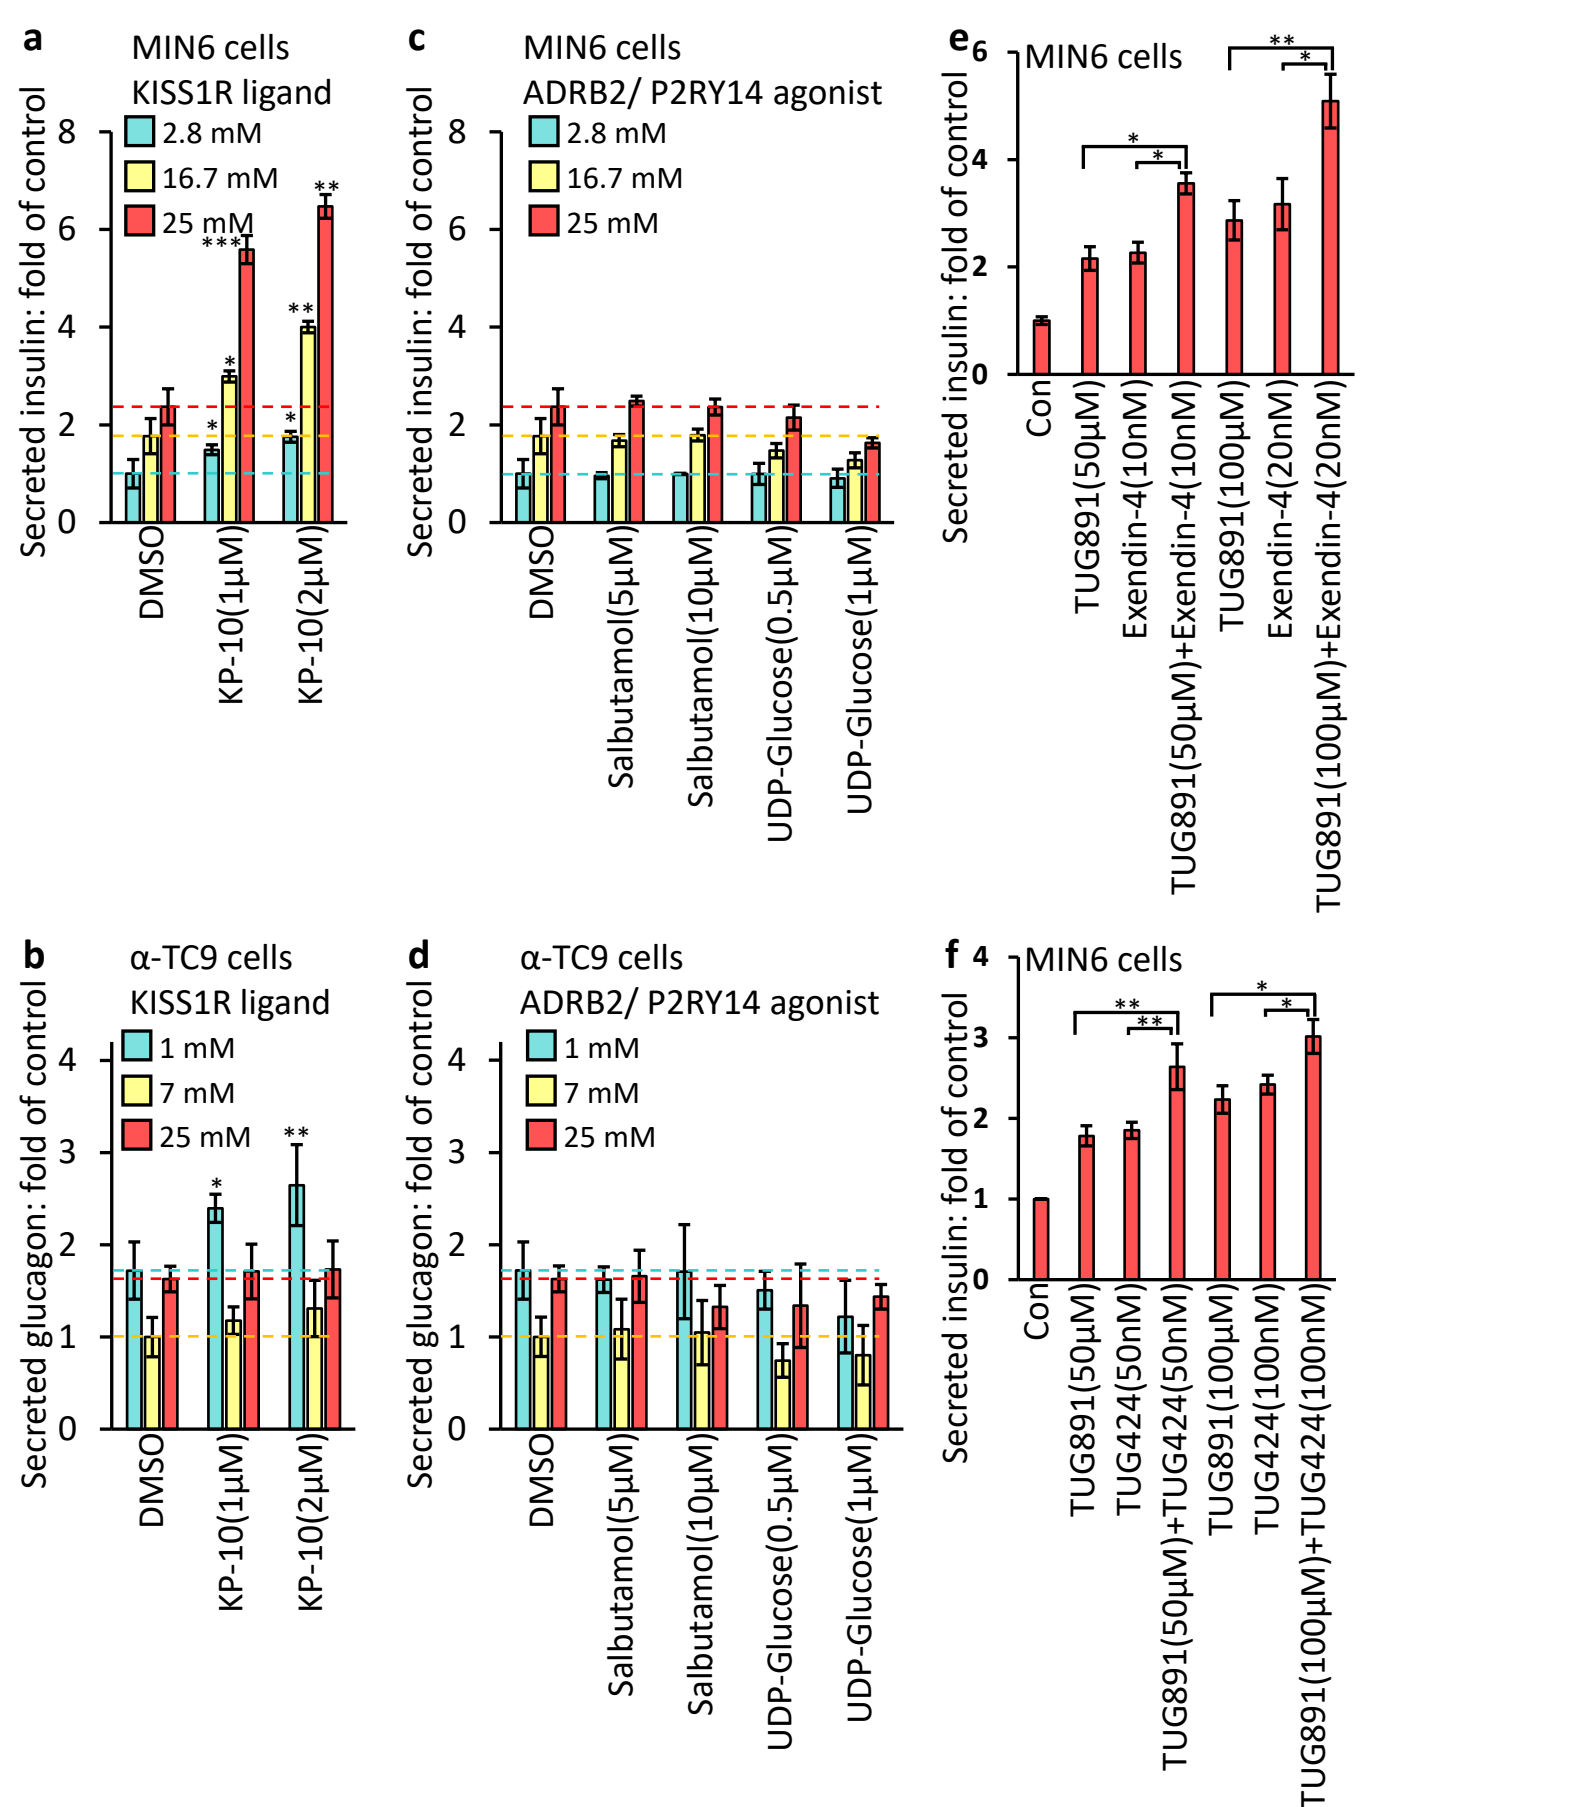 a
MIN6 cells
KISS1R ligand
2.8 mM
16.7 mM
25 mM
Secreted insulin: fold of control
8
6
4
2
0
***
**
*
**
*
*
DMSO
KP-10(1μM)
KP-10(2μM)
c
MIN6 cells
ADRB2/ P2RY14 agonist
2.8 mM
16.7 mM
25 mM
Secreted insulin: fold of control
8
6
4
2
0
DMSO
Salbutamol(5μM)
Salbutamol(10μM)
UDP-Glucose(0.5μM)
UDP-Glucose(1μM)
e
MIN6 cells
Secreted insulin: fold of control
6
4
2
0
**
*
*
*
Con
TUG891(50μM)
Exendin-4(10nM)
TUG891(50μM)+Exendin-4(10nM)
TUG891(100μM)
Exendin-4(20nM)
TUG891(100μM)+Exendin-4(20nM)
b
α-TC9 cells
KISS1R ligand
1 mM
7 mM
25 mM
Secreted glucagon: fold of control
4
3
2
1
0
*
**
DMSO
KP-10(1μM)
KP-10(2μM)
d
α-TC9 cells
ADRB2/ P2RY14 agonist
1 mM
7 mM
25 mM
Secreted glucagon: fold of control
4
3
2
1
0
DMSO
Salbutamol(5μM)
Salbutamol(10μM)
UDP-Glucose(0.5μM)
UDP-Glucose(1μM)
f
MIN6 cells
Secreted insulin: fold of control
4
3
2
1
0
**
**
*
*
Con
TUG891(50μM)
TUG424(50nM)
TUG891(50μM)+TUG424(50nM)
TUG891(100μM)
TUG424(100nM)
TUG891(100μM)+TUG424(100nM)